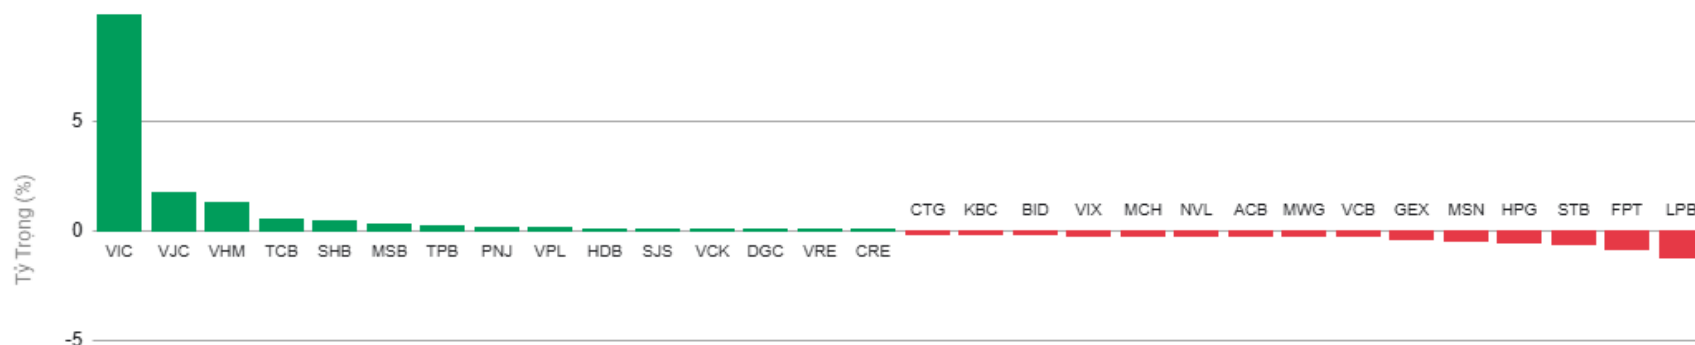 5
0
-5
Tỷ Trọng (%)
CTG KBC BID VIX MCH NVL ACB MWG VCB GEX MSN HPG STB FPT LPB
VIC VJC VHM TCB SHB MSB TPB PNJ VPL HDB SJS VCK DGC VRE CRE